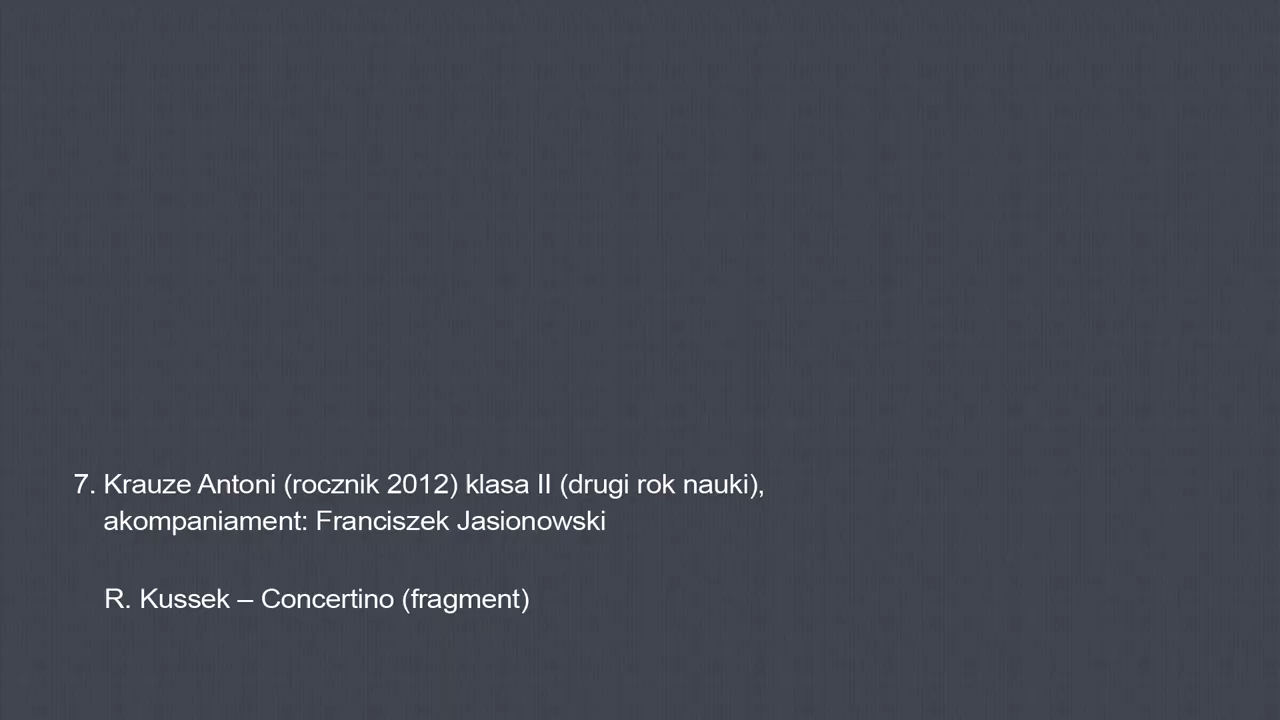 7. Krauze Antoni (rocznik 2012) klasa II (drugi rok nauki),
akompaniament: Franciszek Jasionowski
R. Kussek – Concertino (fragment)